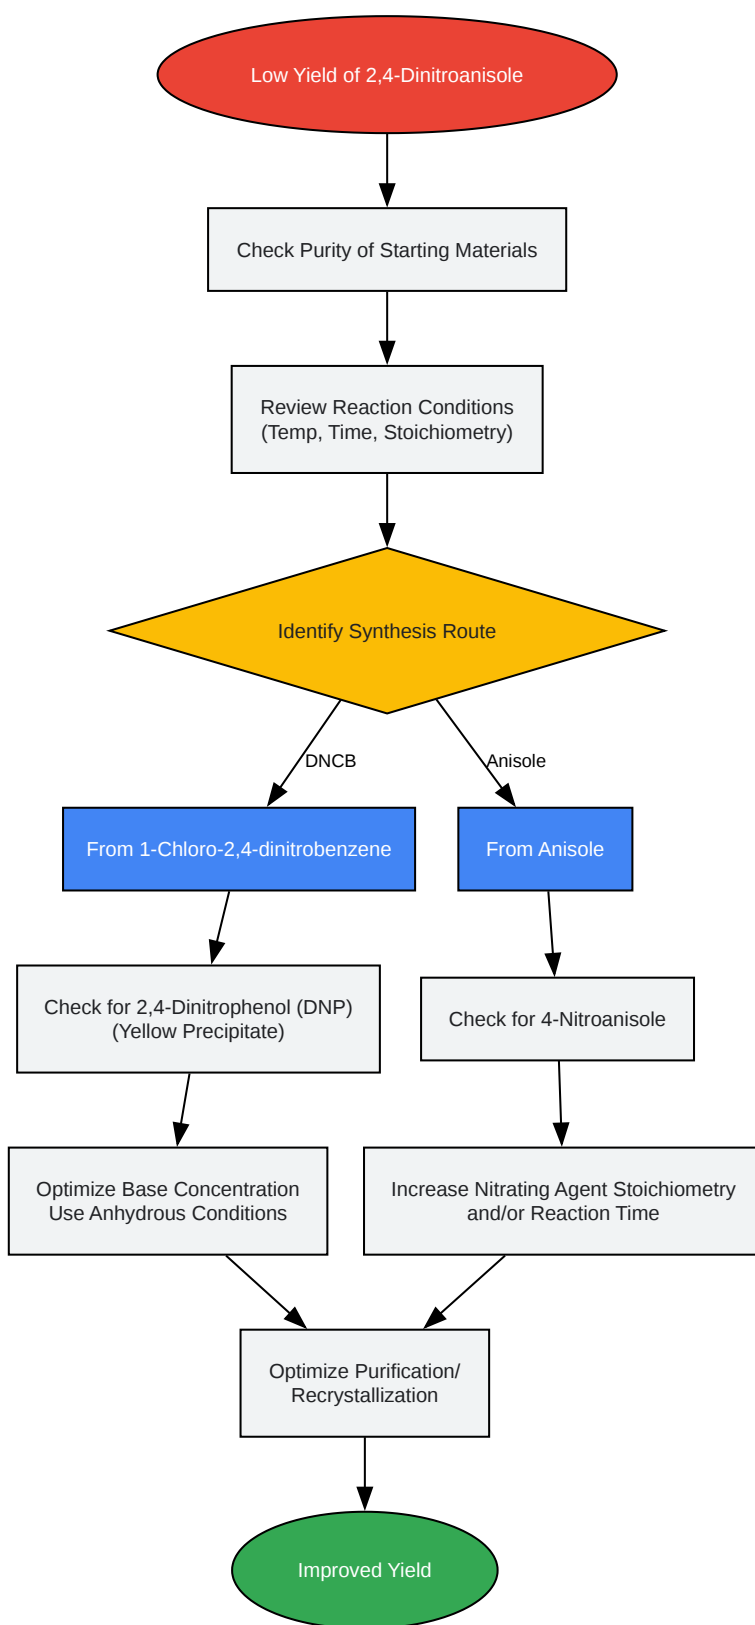 Low Yield of 2,4-Dinitroanisole
Check Purity of Starting Materials
Review Reaction Conditions
(Temp, Time, Stoichiometry)
Identify Synthesis Route
DNCB
Anisole
From 1-Chloro-2,4-dinitrobenzene
From Anisole
Check for 2,4-Dinitrophenol (DNP)
(Yellow Precipitate)
Check for 4-Nitroanisole
Optimize Base Concentration
Use Anhydrous Conditions
Increase Nitrating Agent Stoichiometry
and/or Reaction Time
Optimize Purification/
Recrystallization
Improved Yield